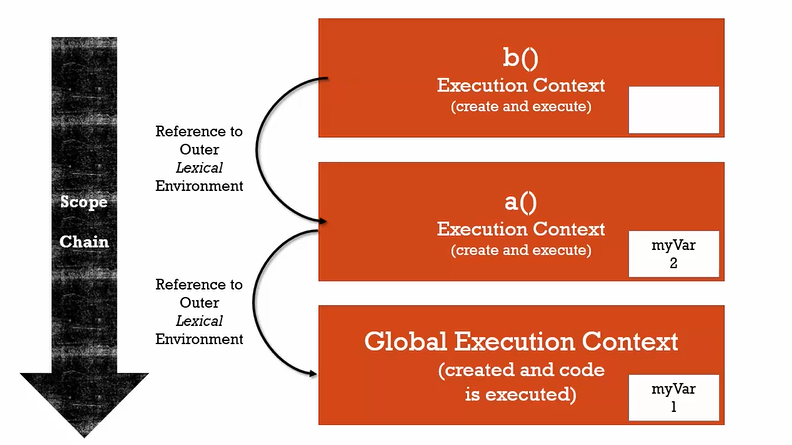 b()
Execution Context
(create and execute)
Reference to
Outer
Lexical
Environment
Scope
Chain
a()
Execution Context
(create and execute)
myVar
2
Reference to
Outer
Lexical
Environment
Global Execution Context
(created and code
is executed)
myVar
1